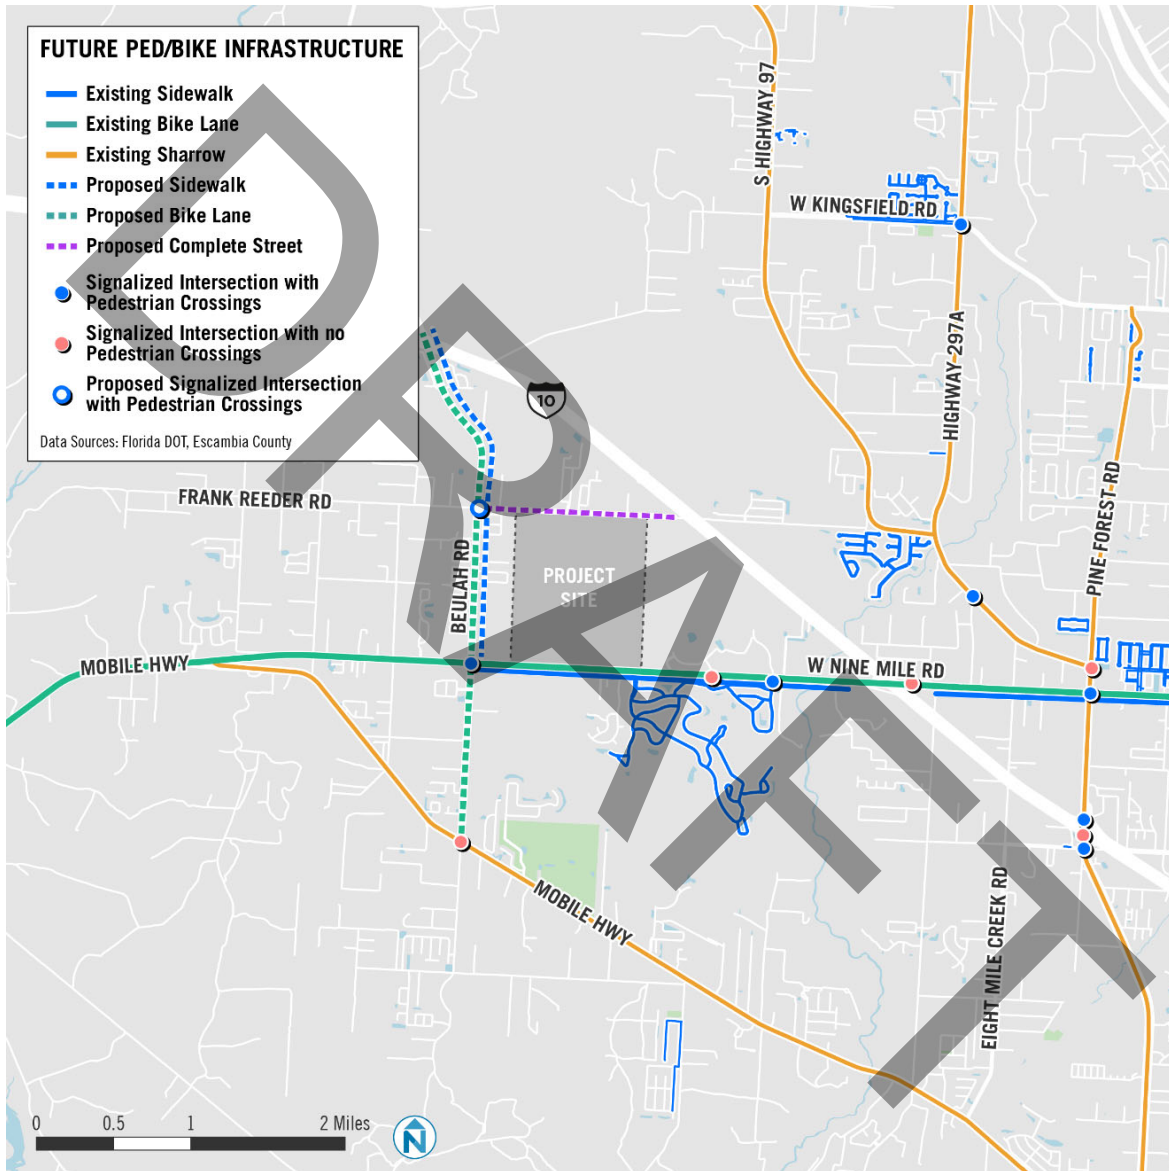 FUTURE PED/BIKE INFRASTRUCTURE
Existing Sidewalk
Existing Bike Lane
Existing Sharrow
Proposed Sidewalk
Proposed Bike Lane
Proposed Complete Street
Signalized Intersection with
Pedestrian Crossings
Signalized Intersection with no
Pedestrian Crossings
Proposed Signalized Intersection
with Pedestrian Crossings
Data Sources: Florida DOT, Escambia County
S HIGHWAY 97
W KINGSFIELD RD
HIGHWAY 297A
10
PINE FOREST RD
FRANK REEDER RD
BEULAH RD
PROJECT
SITE
MOBILE HWY
W NINE MILE RD
MOBILE HWY
EIGHT MILE CREEK RD
DRAFT
0 0.5 1 2 Miles
N